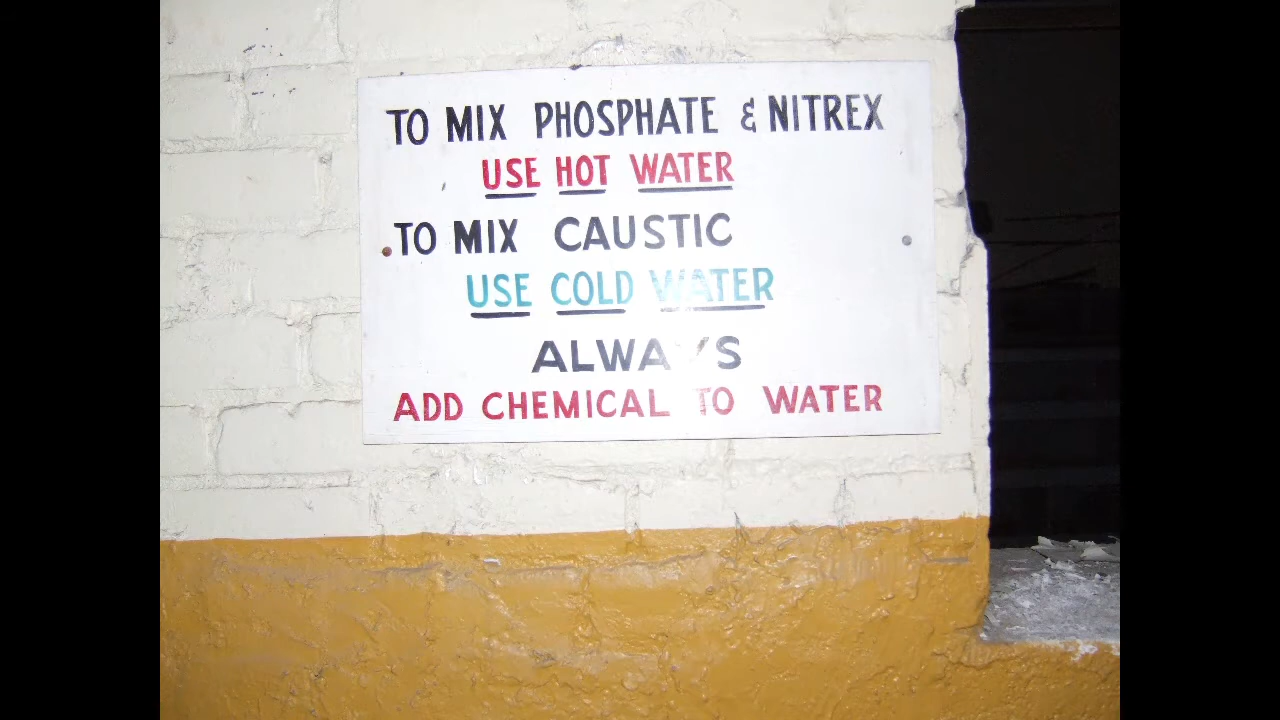 TO MIX PHOSPHATE & NITREX
USE HOT WATER
TO MIX CAUSTIC
USE COLD WATER
ALWAYS
ADD CHEMICAL TO WATER